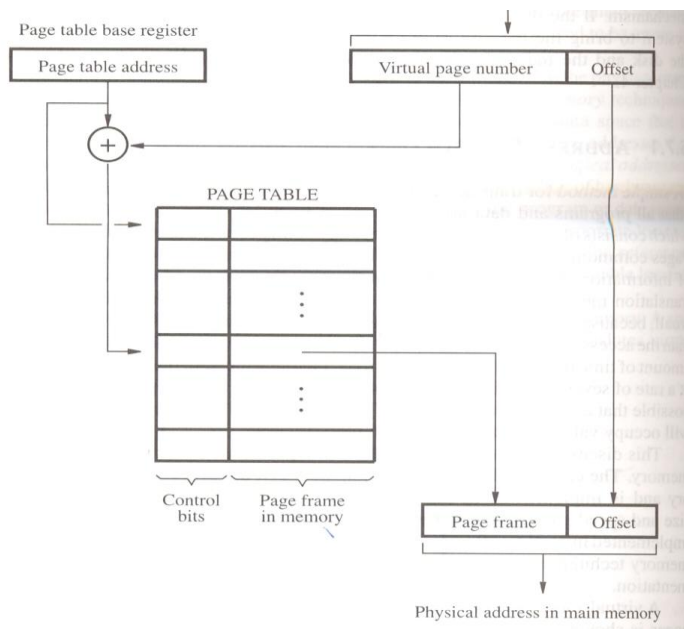 Page table base register
Page table address
Virtual page number
Offset
+
PAGE TABLE
Control
bits
Page frame
in memory
Page frame
Offset
Physical address in main memory